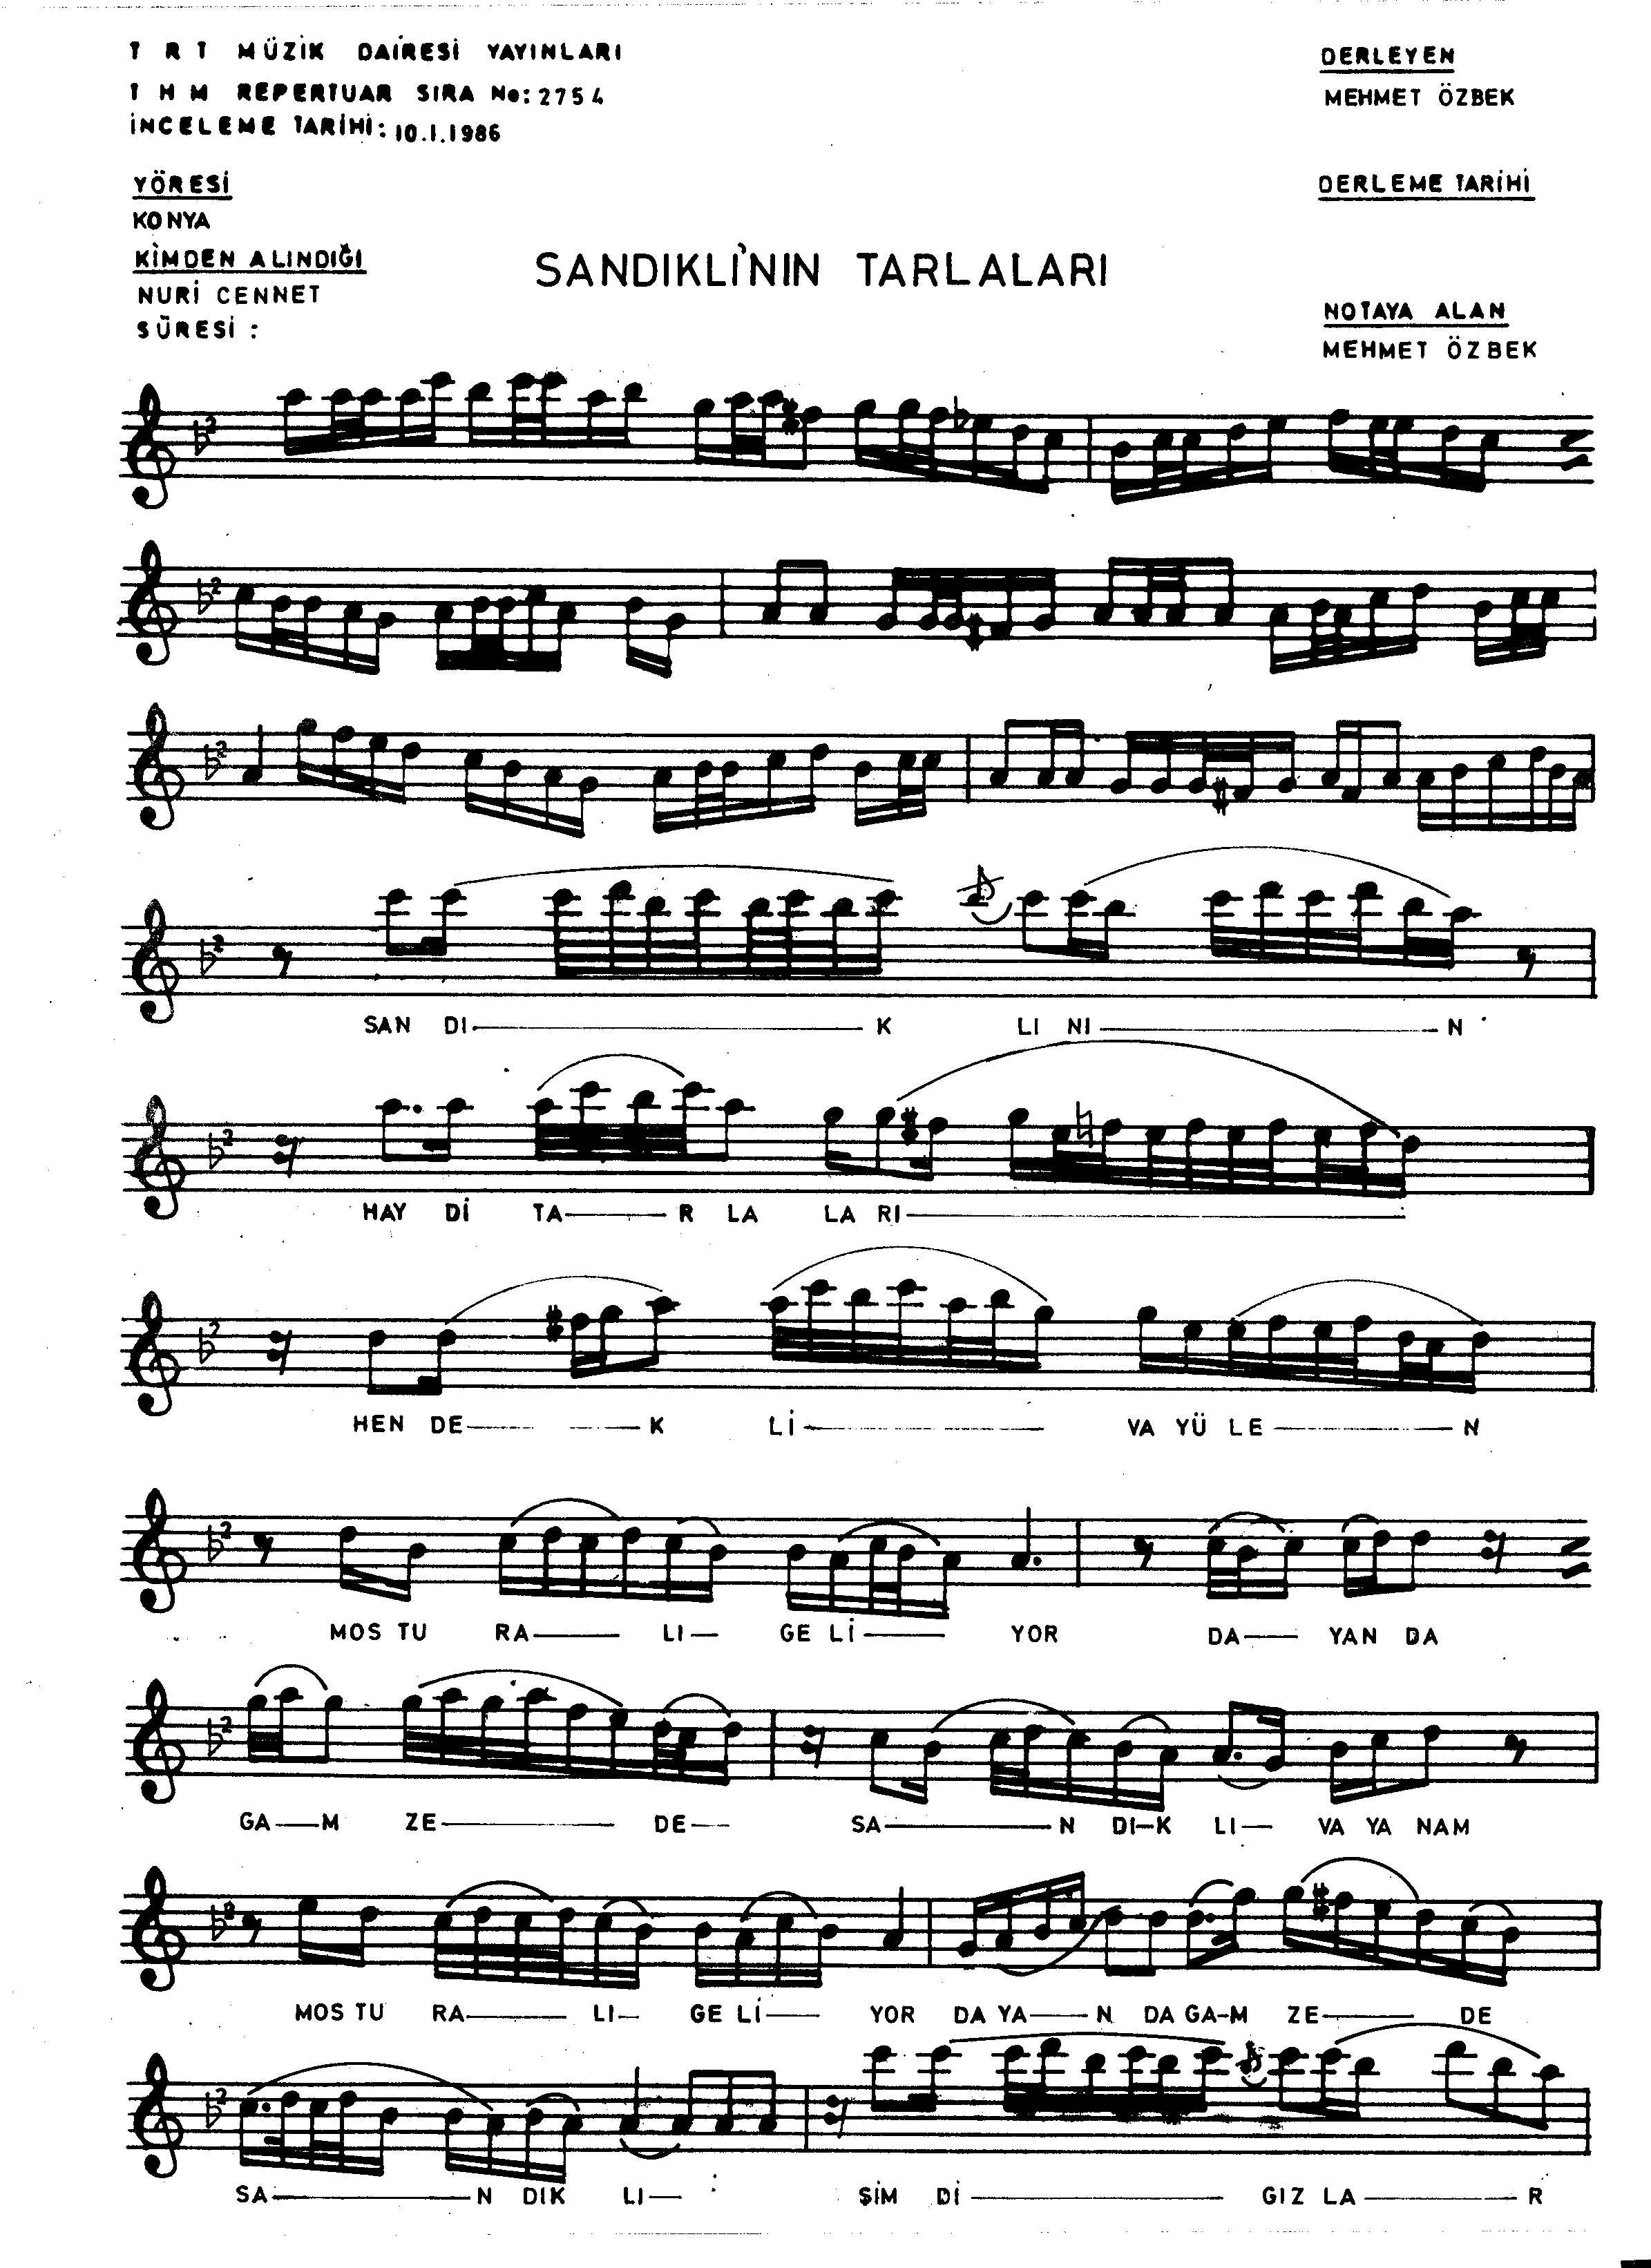 T R T MÜZİK DAİRESİ YAYINLARI
T H M REPERTUAR SIRA No: 2754
İNCELEME TARİHİ: 10.1.1986
DERLEYEN
MEHMET ÖZBEK
YÖRESİ
KONYA
DERLEME TARİHİ
KİMDEN ALINDIĞI
NURİ CENNET
SÜRESİ :
SANDIKLI'NIN TARLALARI
NOTAYA ALAN
MEHMET ÖZBEK
SAN DI——K LI NI——N
HAY Dİ TA——R LA LA RI——
HEN DE——K Lİ—— VA YÜ LE——N
MOS TU RA—— LI— GE Lİ—— YOR DA—— YAN DA
GA—M ZE—— DE— SA——N DI—K LI— VA YA NAM
MOS TU RA—— LI— GE Lİ—— YOR DA YA——N DA GA-M ZE—— DE
SA——N DIK LI— ŞİM Dİ —— GIZ LA ——R